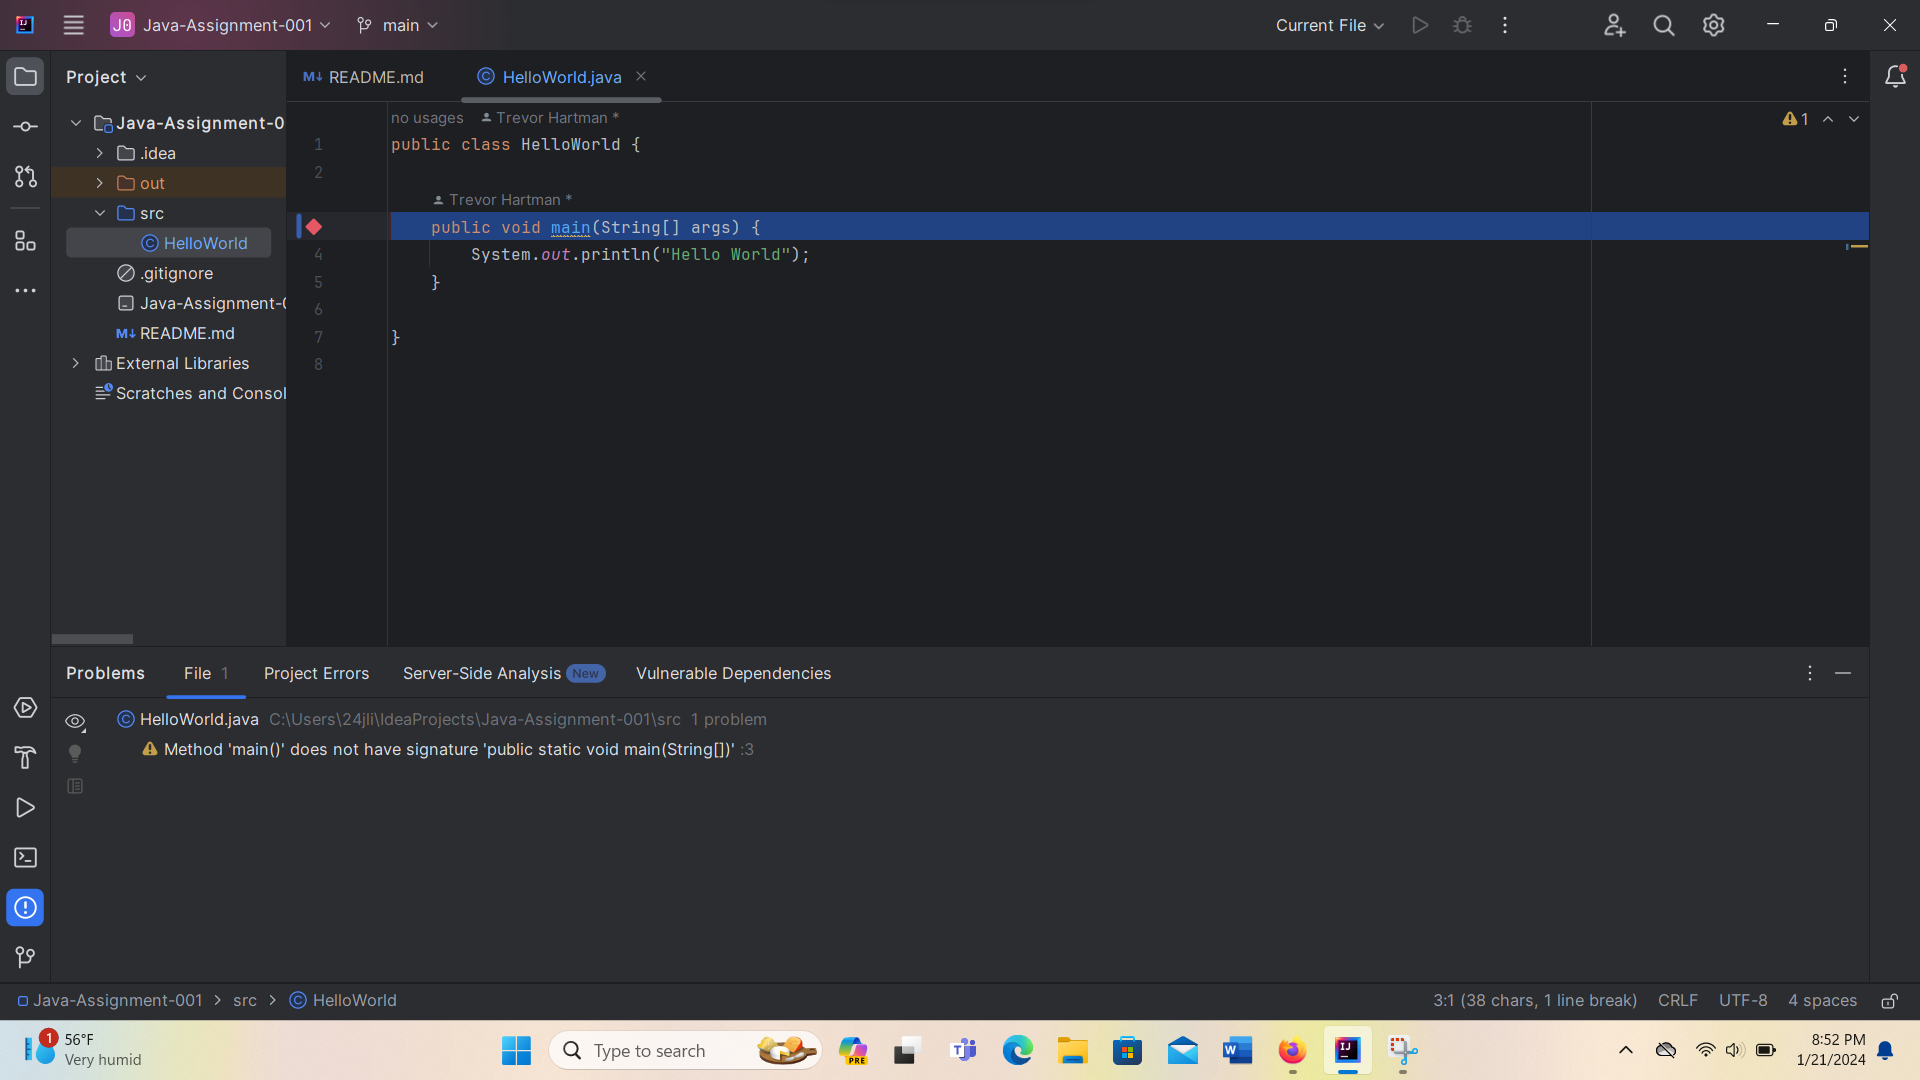 J0 Java-Assignment-001 main Current File
Project README.md HelloWorld.java
Java-Assignment-0
.idea
out
src
HelloWorld
.gitignore
Java-Assignment-0
README.md
External Libraries
Scratches and Consol
no usages Trevor Hartman *
1 public class HelloWorld {
2
Trevor Hartman *
public void main(String[] args) {
4 System.out.println("Hello World");
5 }
6
7 }
8
1
Problems File 1 Project Errors Server-Side Analysis New Vulnerable Dependencies
HelloWorld.java C:\Users\24jli\IdeaProjects\Java-Assignment-001\src 1 problem
Method 'main()' does not have signature 'public static void main(String[])' :3
Java-Assignment-001 > src > HelloWorld 3:1 (38 chars, 1 line break) CRLF UTF-8 4 spaces
1 56°F
Very humid
Type to search
PRE
8:52 PM
1/21/2024